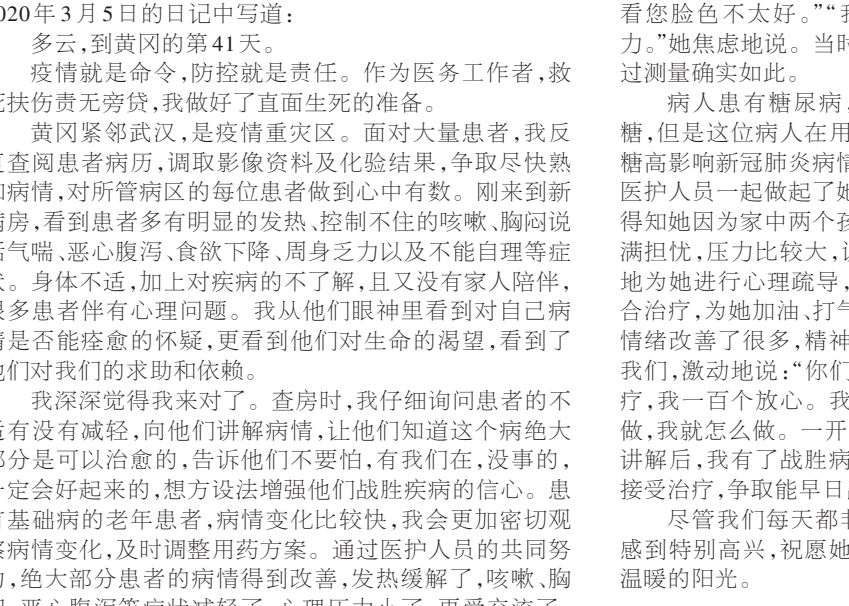 020年3月5日的日记中写道:
多云,到黄冈的第41天。
疫情就是命令,防控就是责任。作为医务工作者,救
死扶伤责无旁贷,我做好了直面生死的准备。
黄冈紧邻武汉,是疫情重灾区。面对大量患者,我反
复查阅患者病历,调取影像资料及化验结果,争取尽快熟
知病情,对所管病区的每位患者做到心中有数。刚来到新
病房,看到患者多有明显的发热、控制不住的咳嗽、胸闷说
话气喘、恶心腹泻、食欲下降、周身乏力以及不能自理等症
状。身体不适,加上对疾病的不了解,且又没有家人陪伴,
很多患者伴有心理问题。我从他们眼神里看到对自己病
情是否能痊愈的怀疑,更看到他们对生命的渴望,看到了
他们对我们的求助和依赖。
我深深觉得我来对了。查房时,我仔细询问患者的不
适有没有减轻,向他们讲解病情,让他们知道这个病绝大
部分是可以治愈的,告诉他们不要怕,有我们在,没事的,
一定会好起来的,想方设法增强他们战胜疾病的信心。患
有基础病的老年患者,病情变化比较快,我会更加密切观
察病情变化,及时调整用药方案。通过医护人员的共同努
力,绝大部分患者的病情得到改善,发热缓解了,咳嗽、胸
闷、恶心腹泻等症状减轻了,心理压力小了,更爱交流了。
看您脸色不太好。”“我
力。”她焦虑地说。当时
过测量确实如此。
病人患有糖尿病,
糖,但是这位病人在用
糖高影响新冠肺炎病情
医护人员一起做起了她
得知她因为家中两个孩
满担忧,压力比较大,让
地为她进行心理疏导,
合治疗,为她加油、打气
情绪改善了很多,精神
我们,激动地说:“你们
疗,我一百个放心。我
做,我就怎么做。一开
讲解后,我有了战胜病
接受治疗,争取能早日
尽管我们每天都非
感到特别高兴,祝愿她
温暖的阳光。